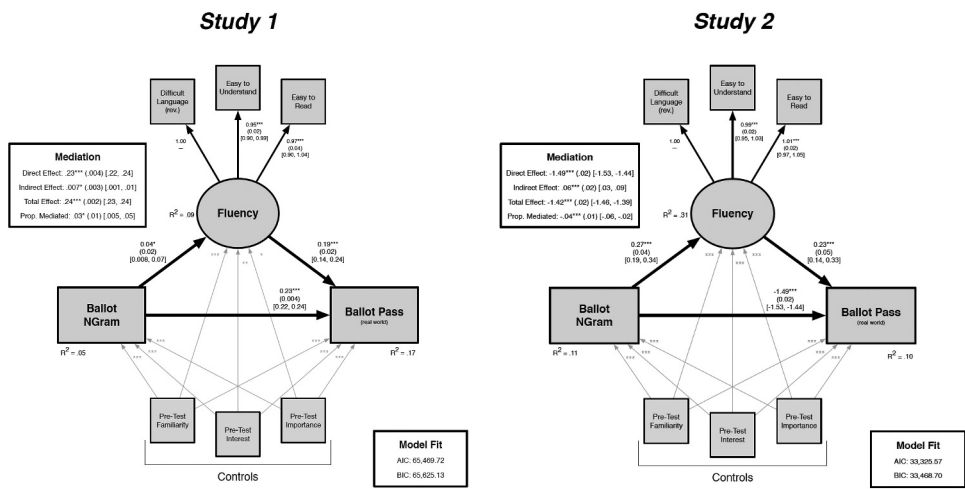 Study 1
Difficult
Language
(rev.)
Easy to
Understand
Easy to
Read
1.00
--
0.95***
(0.02)
[0.90, 0.99]
0.97***
(0.04)
[0.90, 1.04]
Mediation
Direct Effect: .23*** (.004) [.22, .24]
Indirect Effect: .007* (.003) [.001, .01]
Total Effect: .24*** (.002) [.23, .24]
Prop. Mediated: .03* (.01) [.005, .05]
R² = .09
Fluency
0.04*
(0.02)
[0.008, 0.07]
0.19***
(0.02)
[0.14, 0.24]
***
**
*
0.23***
(0.004)
[0.22, 0.24]
Ballot
NGram
Ballot Pass
(real world)
R² = .05
R² = .17
***
***
***
***
***
***
Pre-Test
Familiarity
Pre-Test
Interest
Pre-Test
Importance
Controls
Model Fit
AIC: 65,469.72
BIC: 65,625.13
Study 2
Difficult
Language
(rev.)
Easy to
Understand
Easy to
Read
1.00
--
0.99***
(0.02)
[0.95, 1.03]
1.01***
(0.02)
[0.97, 1.05]
Mediation
Direct Effect: -1.49*** (.02) [-1.53, -1.44]
Indirect Effect: .06*** (.02) [.03, .09]
Total Effect: -1.42*** (.02) [-1.46, -1.39]
Prop. Mediated: -.04*** (.01) [-.06, -.02]
R² = .31
Fluency
0.27***
(0.04)
[0.19, 0.34]
0.23***
(0.05)
[0.14, 0.33]
***
***
***
-1.49***
(0.02)
[-1.53, -1.44]
Ballot
NGram
Ballot Pass
(real world)
R² = .11
R² = .10
***
***
***
***
***
***
Pre-Test
Familiarity
Pre-Test
Interest
Pre-Test
Importance
Controls
Model Fit
AIC: 33,325.57
BIC: 33,468.70